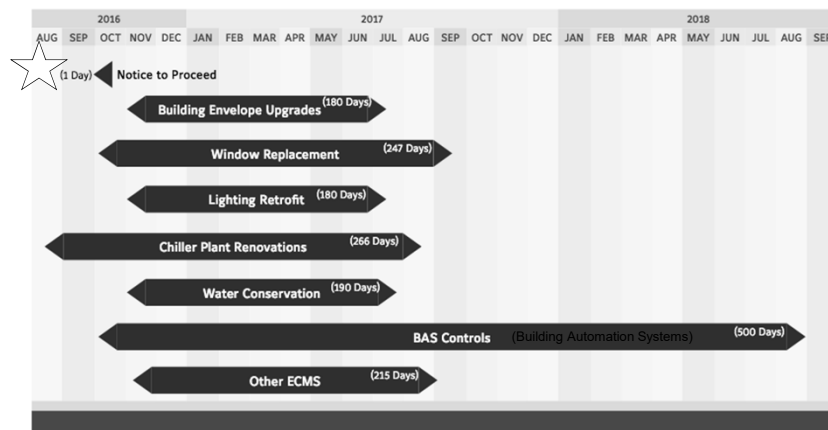 2016 2017 2018
AUG SEP OCT NOV DEC JAN FEB MAR APR MAY JUN JUL AUG SEP OCT NOV DEC JAN FEB MAR APR MAY JUN JUL AUG SEP
(1 Day) Notice to Proceed
Building Envelope Upgrades (180 Days)
Window Replacement (247 Days)
Lighting Retrofit (180 Days)
Chiller Plant Renovations (266 Days)
Water Conservation (190 Days)
BAS Controls (Building Automation Systems) (500 Days)
Other ECMS (215 Days)